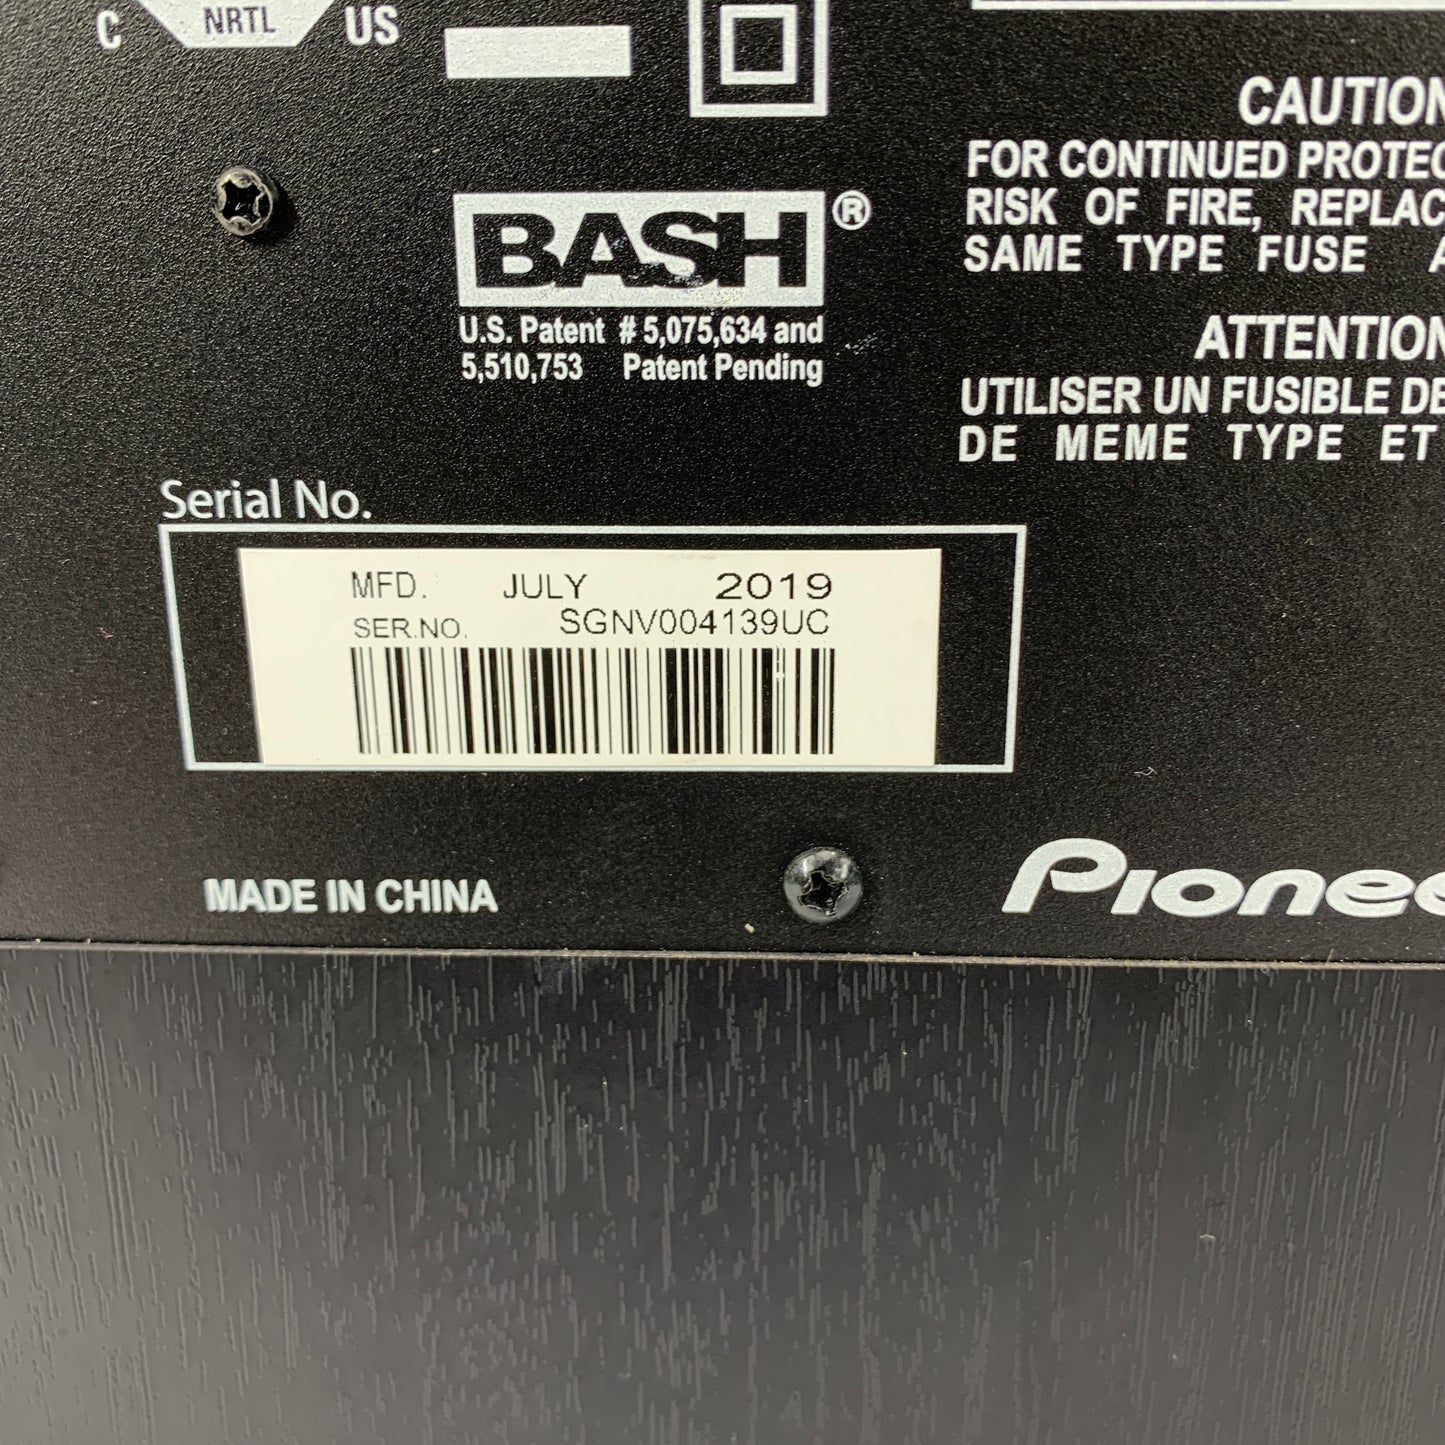 C NRTL US
BASH®
U.S. Patent # 5,075,634 and
5,510,753 Patent Pending
CAUTION
FOR CONTINUED PROTEC
RISK OF FIRE, REPLAC
SAME TYPE FUSE A
ATTENTION
UTILISER UN FUSIBLE DE
DE MEME TYPE ET
Serial No.
MFD. JULY 2019
SER.NO. SGNV004139UC
MADE IN CHINA
Pionee